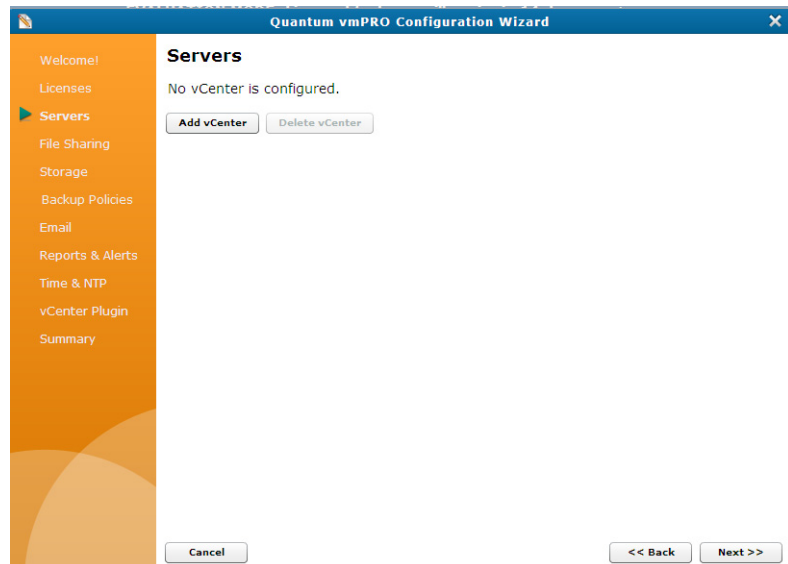 Quantum vmPRO Configuration Wizard
Welcome!
Licenses
Servers
File Sharing
Storage
Backup Policies
Email
Reports & Alerts
Time & NTP
vCenter Plugin
Summary
Servers
No vCenter is configured.
Add vCenter Delete vCenter
Cancel << Back Next >>